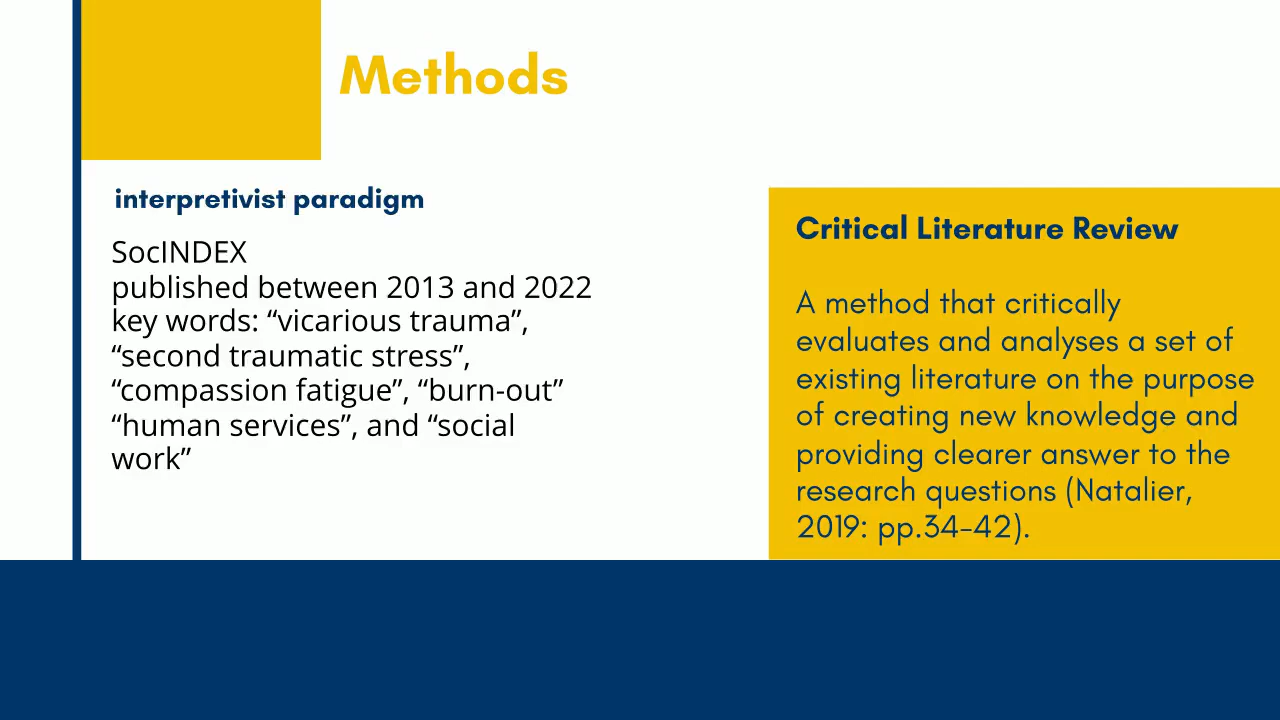 Methods
interpretivist paradigm
SocINDEX
published between 2013 and 2022
key words: “vicarious trauma”,
“second traumatic stress”,
“compassion fatigue”, “burn-out”
“human services”, and “social
work”
Critical Literature Review
A method that critically
evaluates and analyses a set of
existing literature on the purpose
of creating new knowledge and
providing clearer answer to the
research questions (Natalier,
2019: pp.34-42).